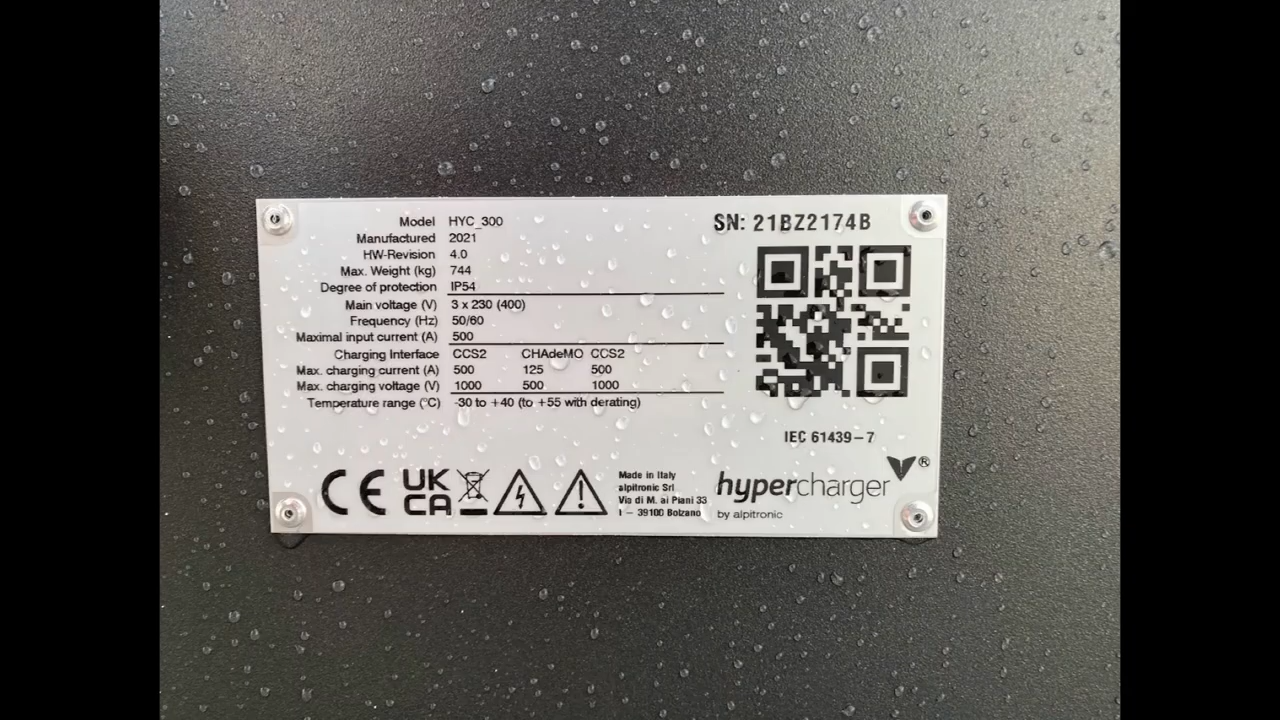 Model HYC_300
Manufactured 2021
HW-Revision 4.0
Max. Weight (kg) 744
Degree of protection IP54
Main voltage (V) 3 x 230 (400)
Frequency (Hz) 50/60
Maximal input current (A) 500
Charging Interface CCS2 CHAdeMO CCS2
Max. charging current (A) 500 125 500
Max. charging voltage (V) 1000 500 1000
Temperature range (°C) -30 to +40 (to +55 with derating)
SN: 21BZ2174B
IEC 61439-7
CE
UK
CA
Made in Italy
alpitronic Srl
Via di M. ai Piani 33
I – 39100 Bolzano
hypercharger®
by alpitronic